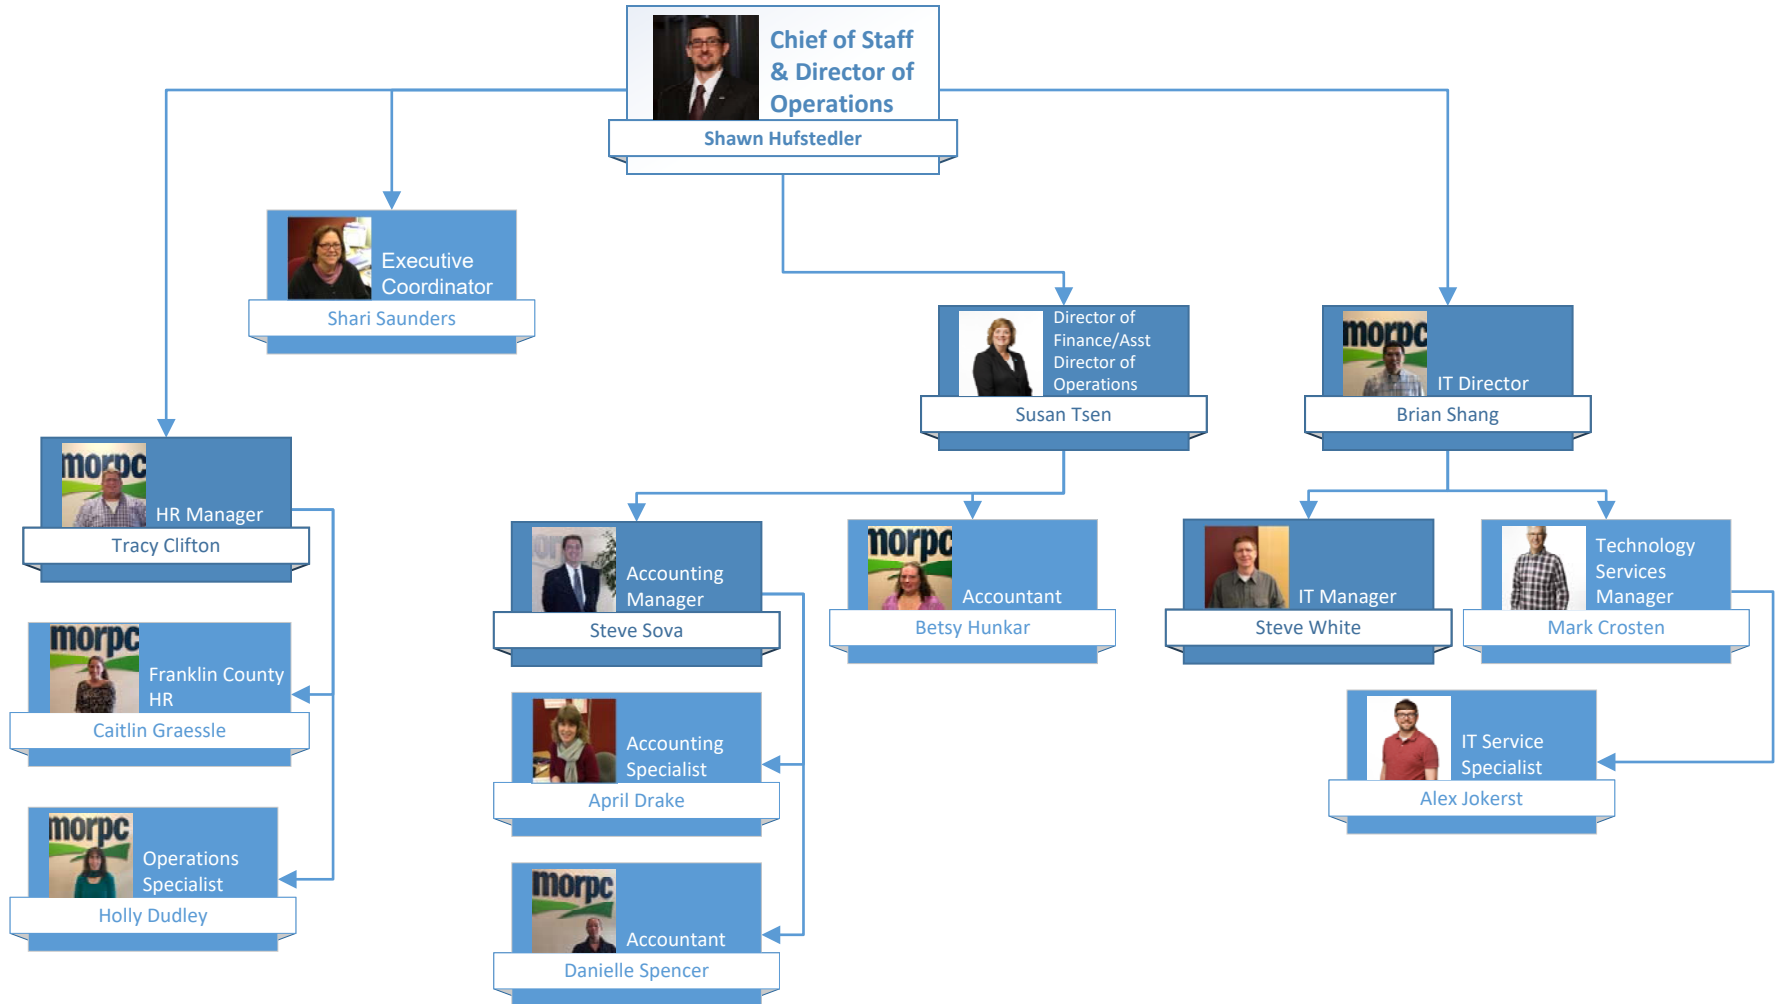 Chief of Staff
& Director of
Operations
Shawn Hufstedler
Executive
Coordinator
Shari Saunders
Director of
Finance/Asst
Director of
Operations
Susan Tsen
morpc
IT Director
Brian Shang
morpc
HR Manager
Tracy Clifton
morpc
Franklin County
HR
Caitlin Graessle
morpc
Operations
Specialist
Holly Dudley
mor
Accounting
Manager
Steve Sova
morpc
Accountant
Betsy Hunkar
Accounting
Specialist
April Drake
morpc
Accountant
Danielle Spencer
IT Manager
Steve White
Technology
Services
Manager
Mark Crosten
IT Service
Specialist
Alex Jokerst